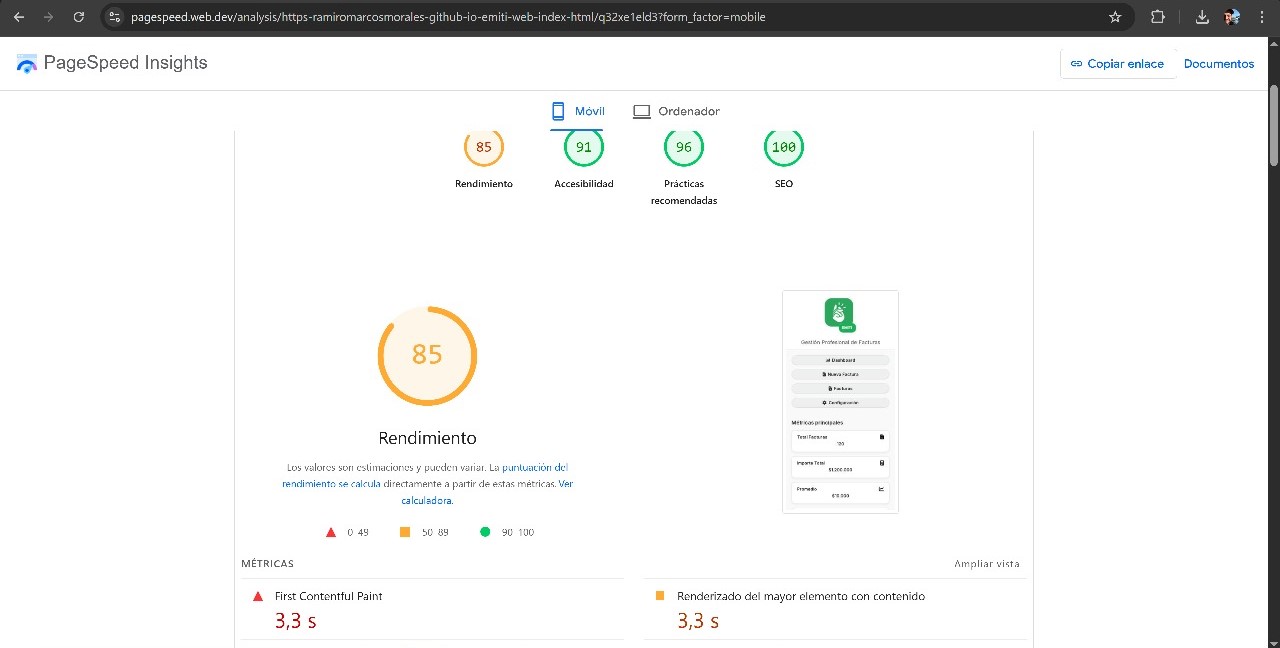 pagespeed.web.dev/analysis/https-ramiromarcosmorales-github-io-emiti-web-index-html/q32xe1eld3?form_factor=mobile
PageSpeed Insights
Copiar enlace
Documentos
Móvil
Ordenador
85
91
96
100
Rendimiento
Accesibilidad
Prácticas
recomendadas
SEO
85
Rendimiento
Los valores son estimaciones y pueden variar. La puntuación del
rendimiento se calcula directamente a partir de estas métricas. Ver
calculadora.
0–49
50–89
90–100
Gestión Profesional de Facturas
Dashboard
Nueva Factura
Facturas
Configuración
Métricas principales
Total Facturas
120
Importe Total
$1,200,000
Promedio
$10,000
MÉTRICAS
Ampliar vista
First Contentful Paint
3,3 s
Renderizado del mayor elemento con contenido
3,3 s